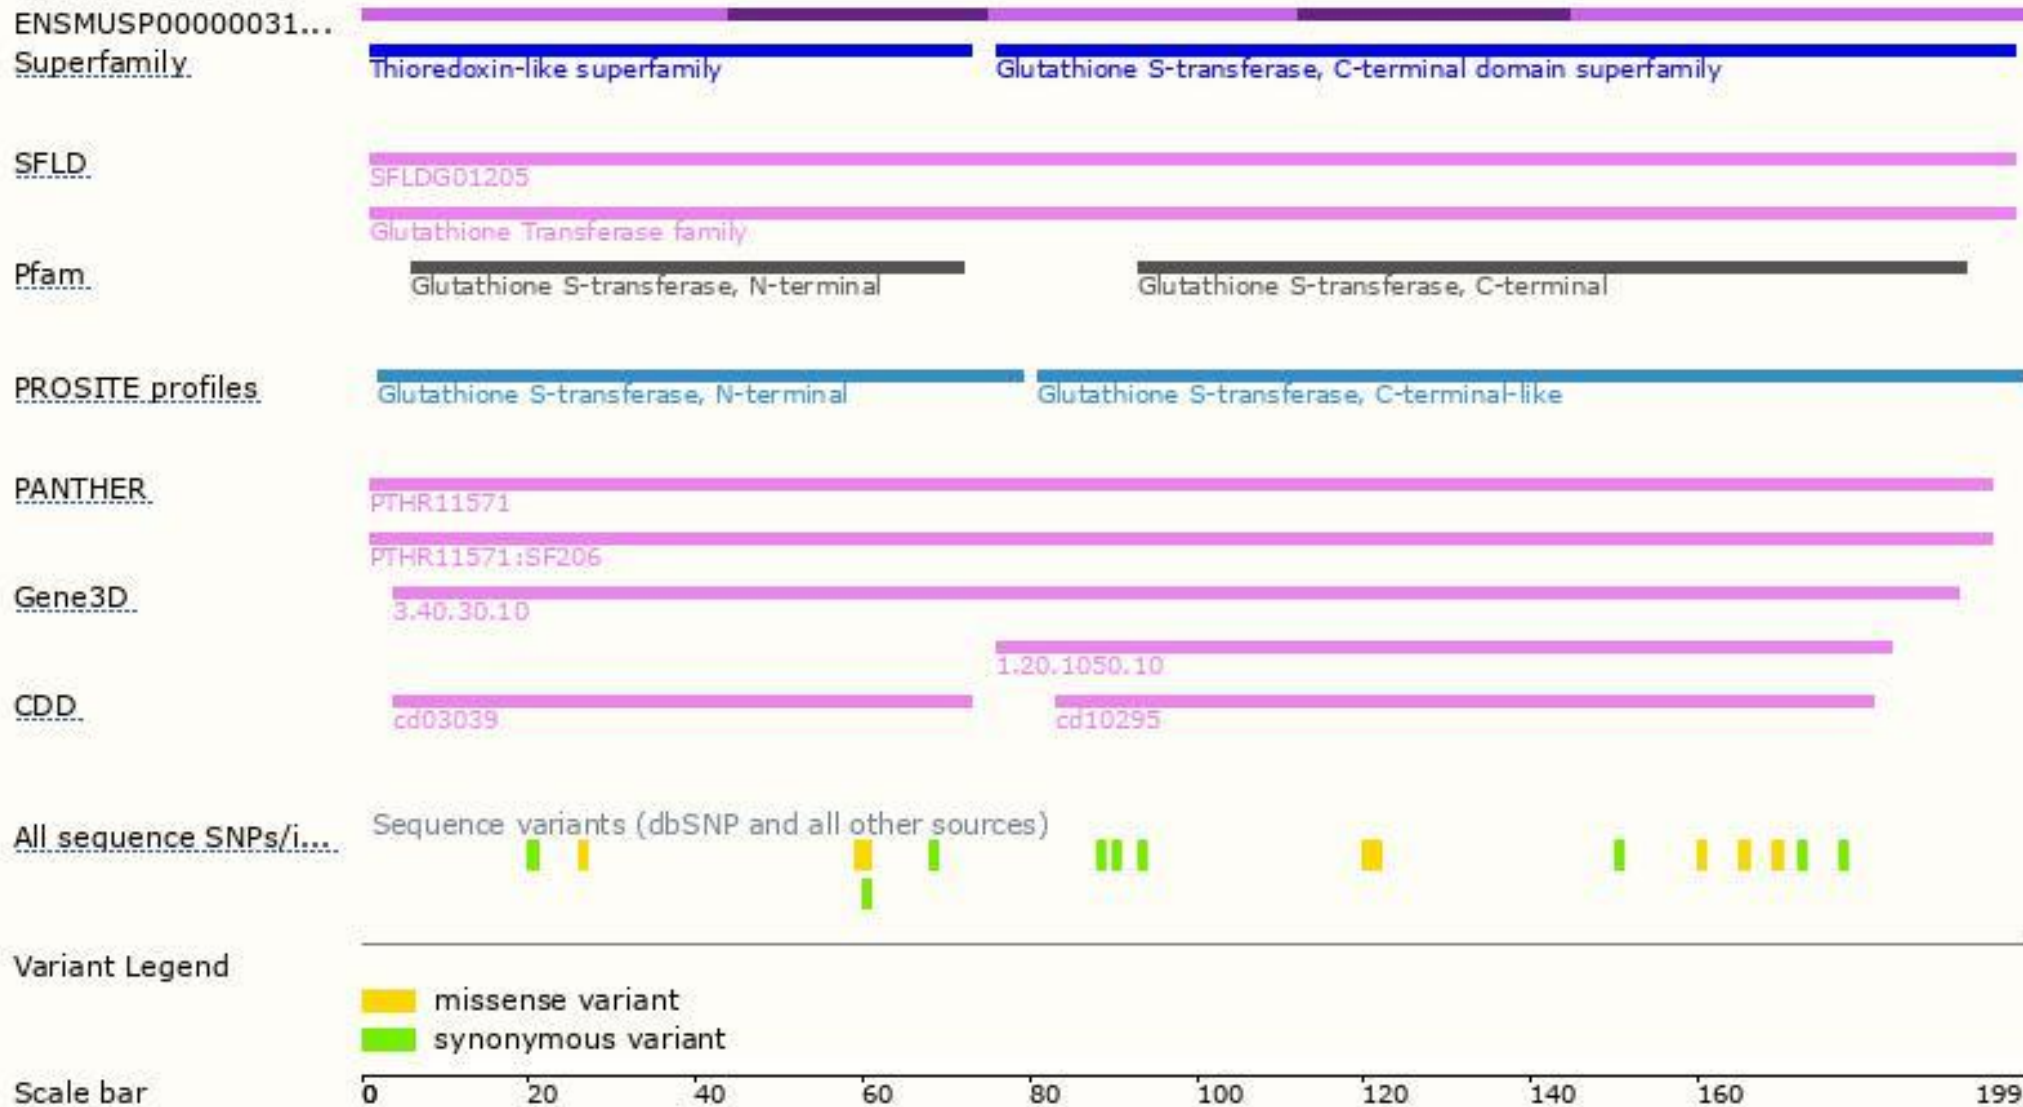 ENSMUSP00000031...
Superfamily
Thioredoxin-like superfamily
Glutathione S-transferase, C-terminal domain superfamily
SFLD
SFLDG01205
Glutathione Transferase family
Pfam
Glutathione S-transferase, N-terminal
Glutathione S-transferase, C-terminal
PROSITE profiles
Glutathione S-transferase, N-terminal
Glutathione S-transferase, C-terminal-like
PANTHER
PTHR11571
PTHR11571:SF206
Gene3D
3.40.30.10
1.20.1050.10
CDD
cd03039
cd10295
All sequence SNPs/i...
Sequence variants (dbSNP and all other sources)
Variant Legend
missense variant
synonymous variant
Scale bar
0 20 40 60 80 100 120 140 160 199